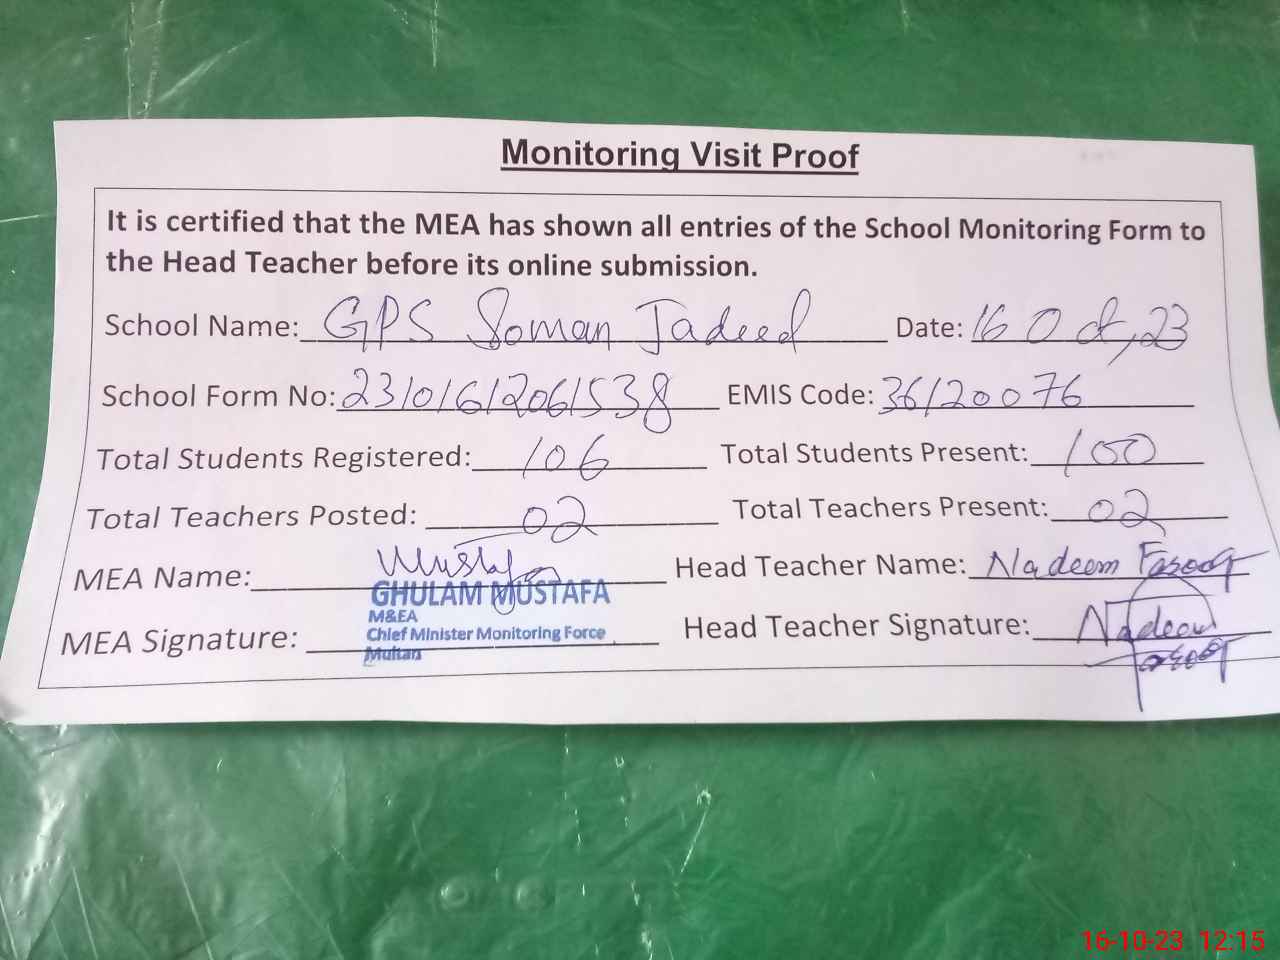 Monitoring Visit Proof
It is certified that the MEA has shown all entries of the School Monitoring Form to
the Head Teacher before its online submission.
School Name: GPS Soman Jadeed Date: 16 Oct, 23
School Form No: 23101612061538 EMIS Code: 36120076
Total Students Registered: 106 Total Students Present: 100
Total Teachers Posted: 02 Total Teachers Present: 02
MEA Name: Mustafa Head Teacher Name: Nadeem Farooq
GHULAM MUSTAFA
M&EA
Chief Minister Monitoring Force
Multan
MEA Signature: Head Teacher Signature: Nadeem
Farooq
16-10-23 12:15